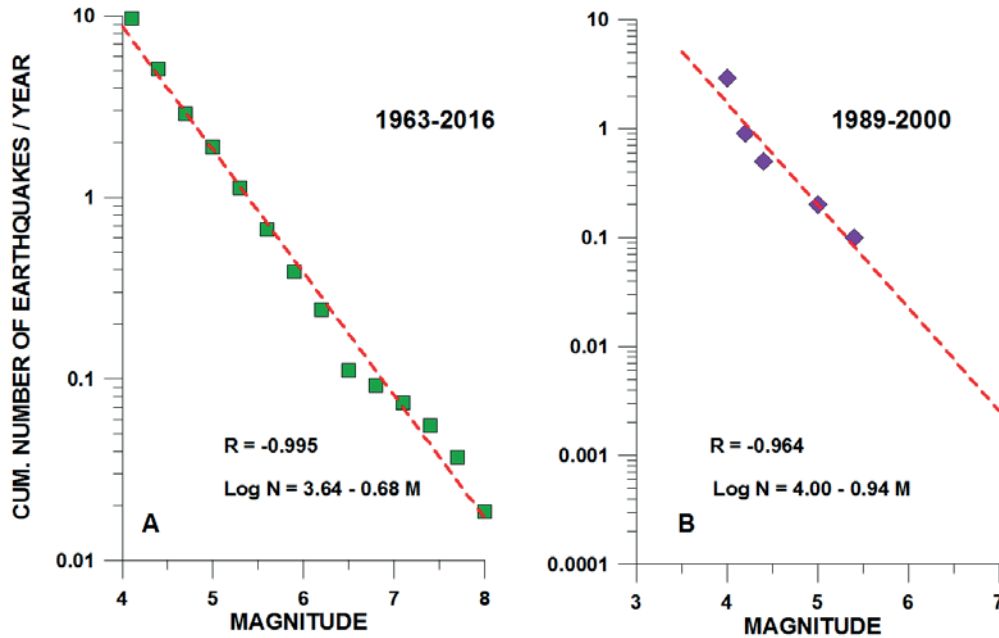 CUM. NUMBER OF EARTHQUAKES / YEAR
10
1
0.1
0.01
1963-2016
R = -0.995
Log N = 3.64 - 0.68 M
A
4 5 6 7 8
MAGNITUDE
10
1
0.1
0.01
0.001
0.0001
1989-2000
R = -0.964
Log N = 4.00 - 0.94 M
B
3 4 5 6 7
MAGNITUDE